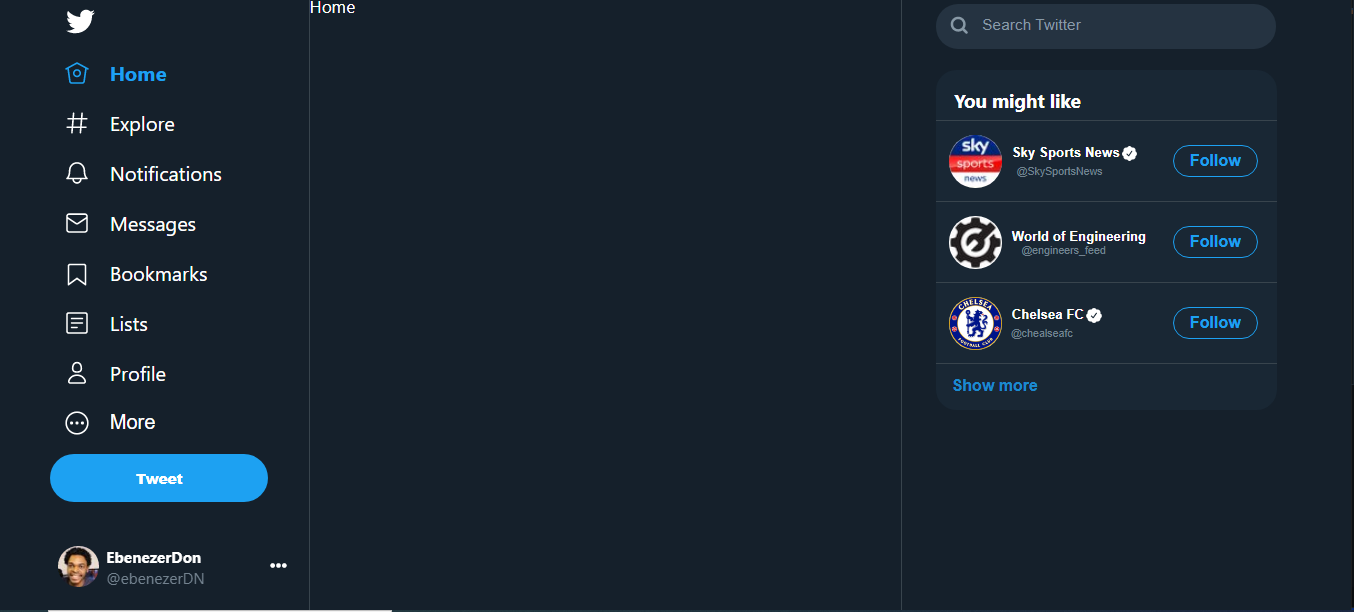 Home
Explore
Notifications
Messages
Bookmarks
Lists
Profile
More
Tweet
EbenezerDon
@ebenezerDN
Home
Search Twitter
You might like
sky
sports
news
Sky Sports News
@SkySportsNews
Follow
World of Engineering
@engineers_feed
Follow
CHELSEA
FOOTBALL CLUB
Chelsea FC
@chealseafc
Follow
Show more